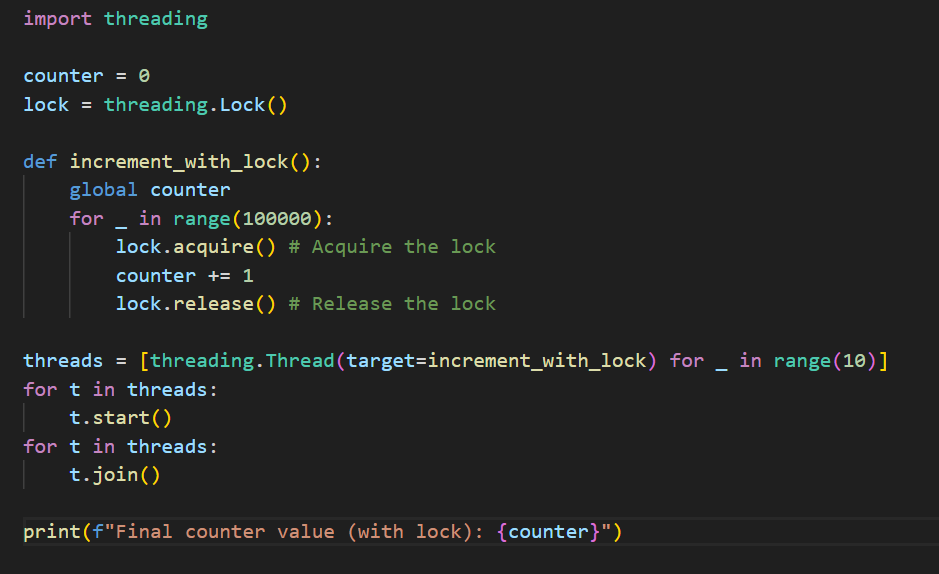 import threading

counter = 0
lock = threading.Lock()

def increment_with_lock():
    global counter
    for _ in range(100000):
        lock.acquire() # Acquire the lock
        counter += 1
        lock.release() # Release the lock

threads = [threading.Thread(target=increment_with_lock) for _ in range(10)]
for t in threads:
    t.start()
for t in threads:
    t.join()

print(f"Final counter value (with lock): {counter}")